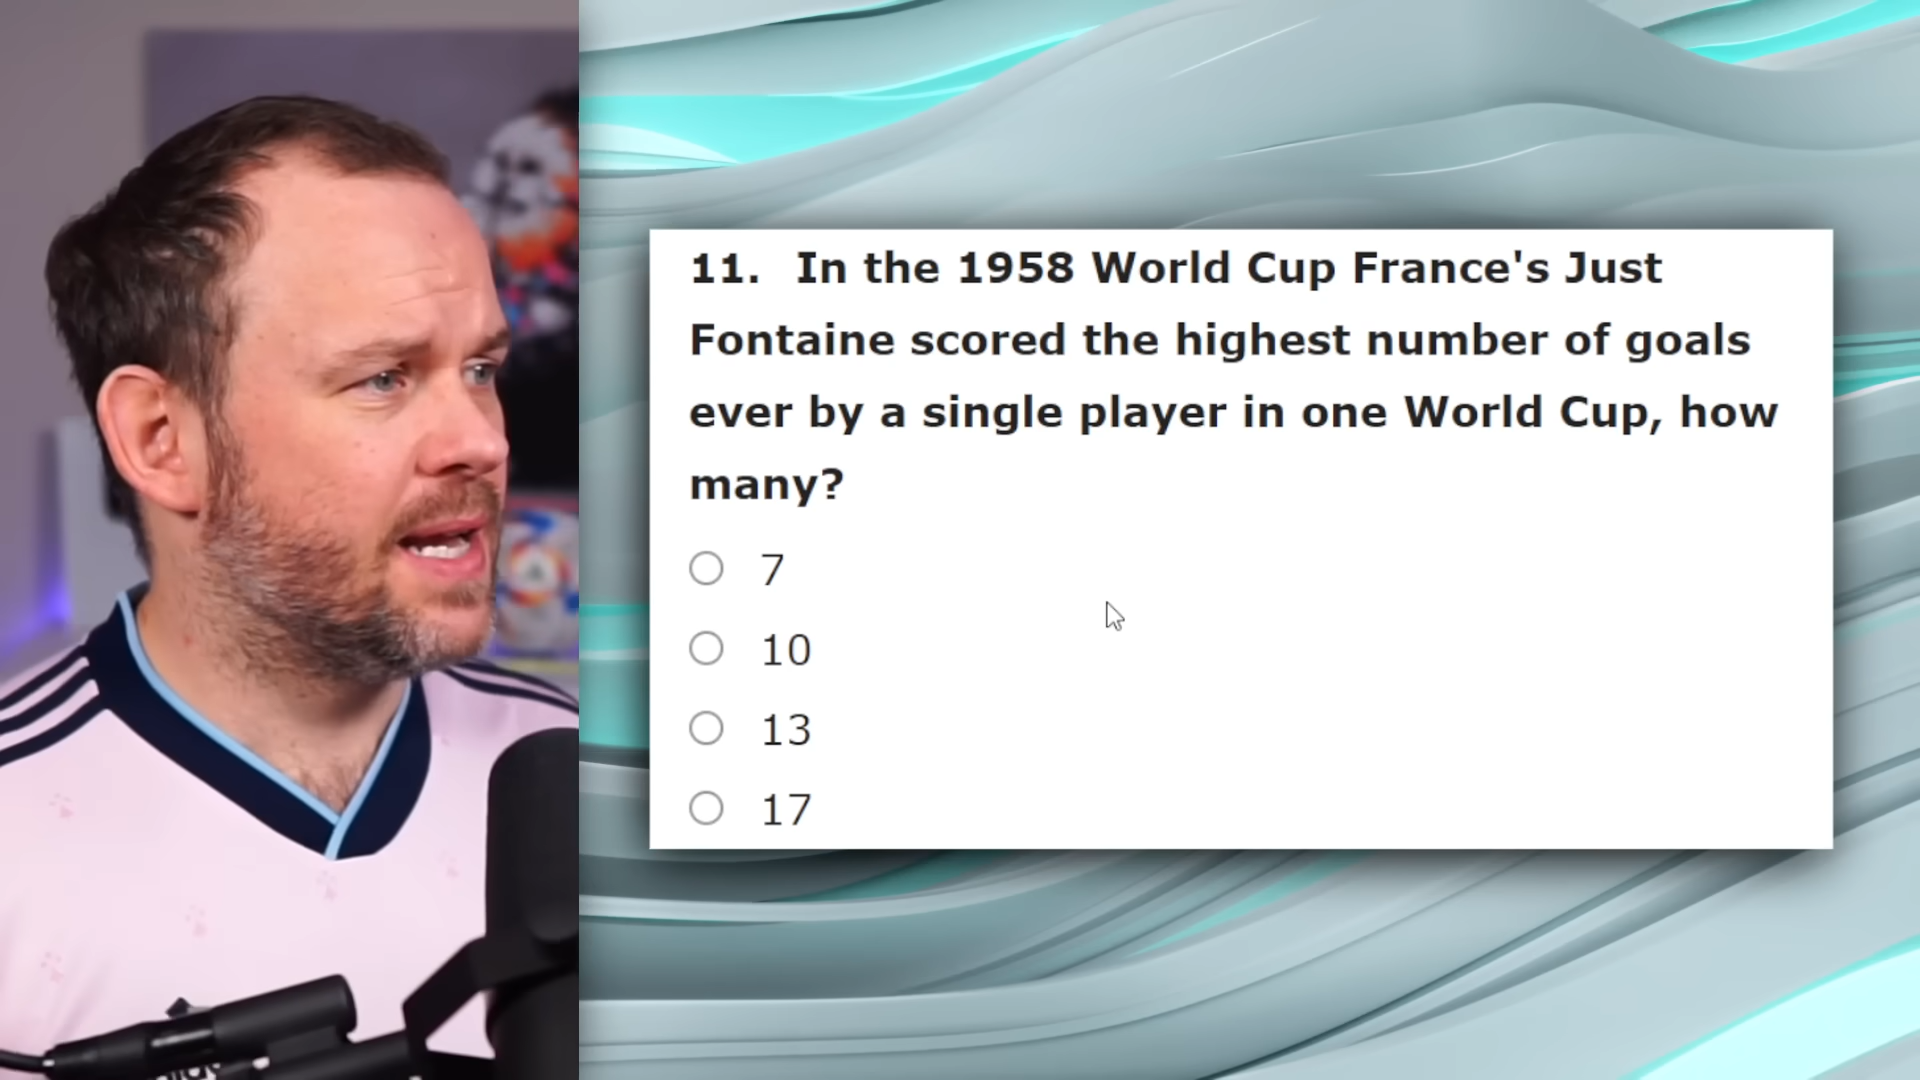 11. In the 1958 World Cup France's Just
Fontaine scored the highest number of goals
ever by a single player in one World Cup, how
many?
7
10
13
17